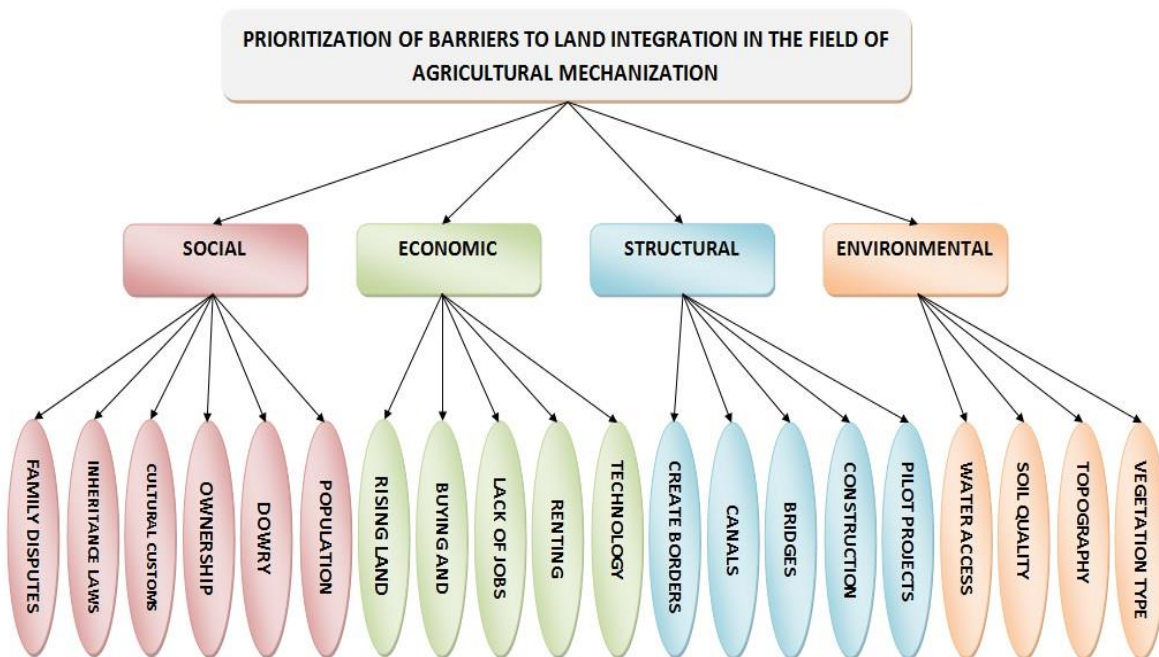 PRIORITIZATION OF BARRIERS TO LAND INTEGRATION IN THE FIELD OF
AGRICULTURAL MECHANIZATION
SOCIAL
ECONOMIC
STRUCTURAL
ENVIRONMENTAL
FAMILY DISPUTES
INHERITANCE LAWS
CULTURAL CUSTOMS
OWNERSHIP
DOWRY
POPULATION
RISING LAND
BUYING AND
LACK OF JOBS
RENTING
TECHNOLOGY
CREATE BORDERS
CANALS
BRIDGES
CONSTRUCTION
PILOT PROJECTS
WATER ACCESS
SOIL QUALITY
TOPOGRAPHY
VEGETATION TYPE